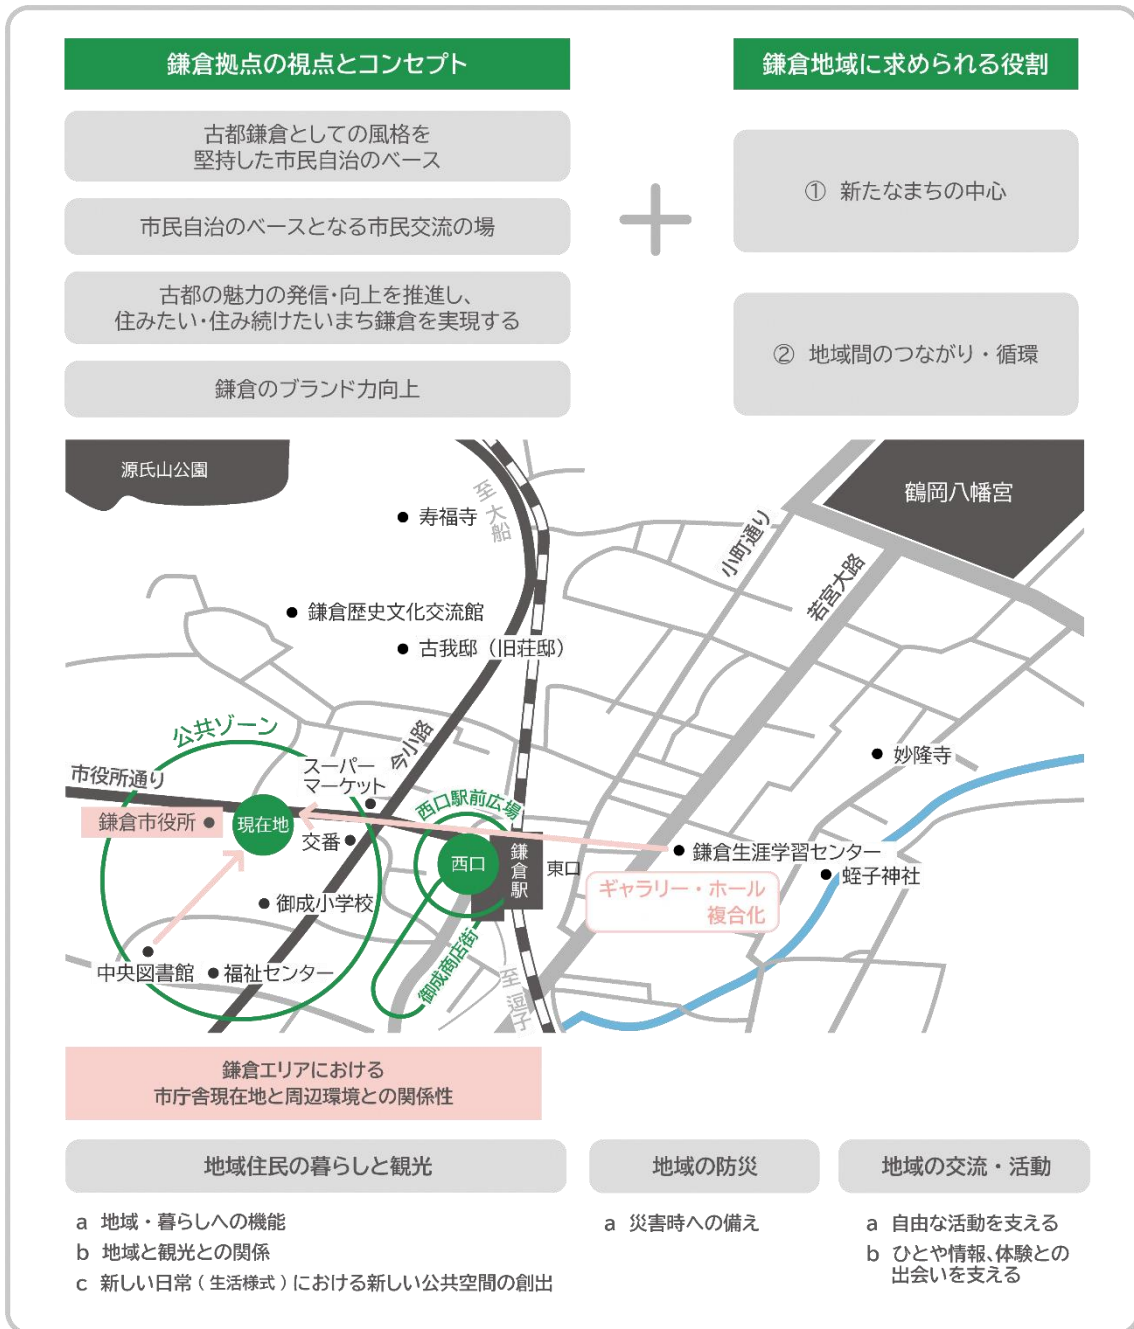 鎌倉拠点の視点とコンセプト
古都鎌倉としての風格を
堅持した市民自治のベース
市民自治のベースとなる市民交流の場
古都の魅力の発信・向上を推進し、
住みたい・住み続けたいまち鎌倉を実現する
鎌倉のブランド力向上
鎌倉地域に求められる役割
① 新たなまちの中心
② 地域間のつながり・循環
源氏山公園
寿福寺
至大船
小町通り
若宮大路
鶴岡八幡宮
鎌倉歴史文化交流館
古我邸（旧荘邸）
公共ゾーン
今小路
市役所通り
スーパー
マーケット
西口駅前広場
妙隆寺
鎌倉市役所
現在地
交番
西口
鎌倉駅
東口
鎌倉生涯学習センター
蛭子神社
ギャラリー・ホール
複合化
御成小学校
御成商店街
中央図書館
福祉センター
至逗子
鎌倉エリアにおける
市庁舎現在地と周辺環境との関係性
地域住民の暮らしと観光
a 地域・暮らしへの機能
b 地域と観光との関係
c 新しい日常（生活様式）における新しい公共空間の創出
地域の防災
a 災害時への備え
地域の交流・活動
a 自由な活動を支える
b ひとや情報、体験との
出会いを支える